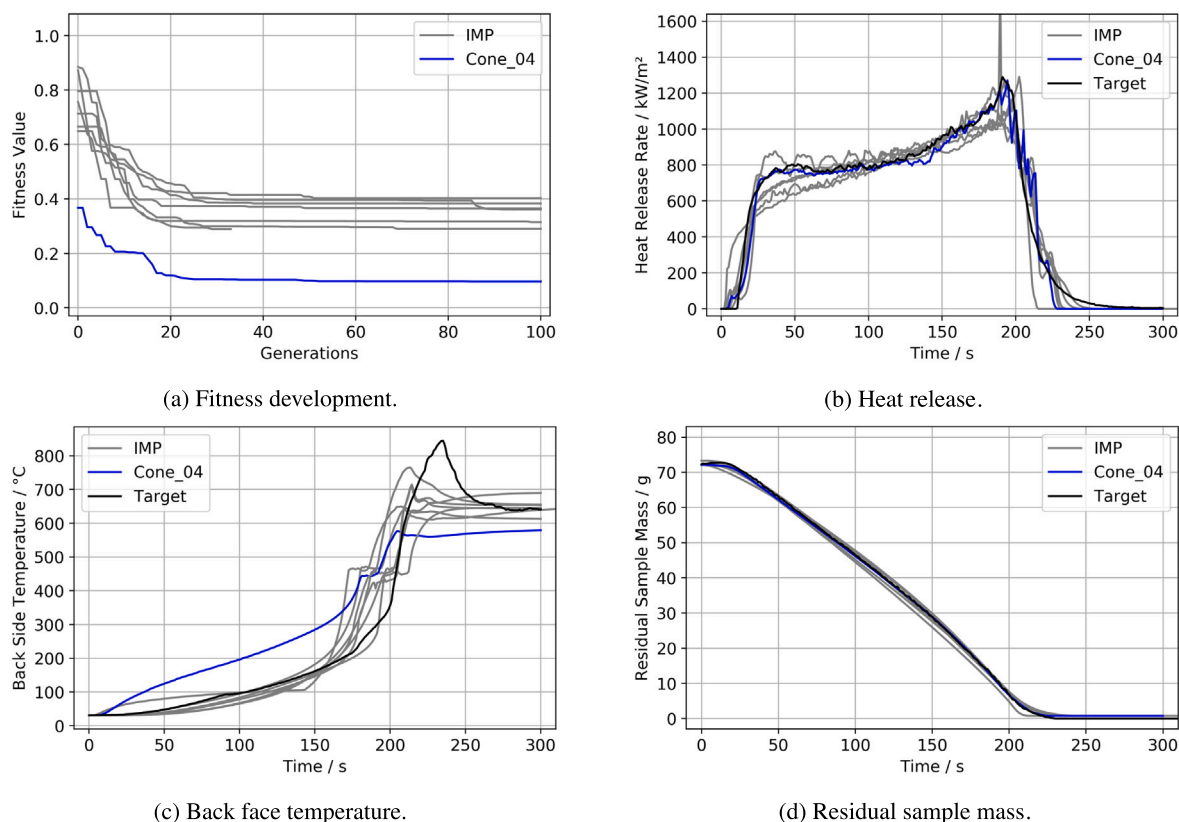 1.0
0.8
0.6
0.4
0.2
0.0
Fitness Value
IMP
Cone_04
0 20 40 60 80 100
Generations
(a) Fitness development.
1600
1400
1200
1000
800
600
400
200
0
Heat Release Rate / kW/m²
IMP
Cone_04
Target
0 50 100 150 200 250 300
Time / s
(b) Heat release.
800
700
600
500
400
300
200
100
0
Back Side Temperature / °C
IMP
Cone_04
Target
0 50 100 150 200 250 300
Time / s
(c) Back face temperature.
80
70
60
50
40
30
20
10
0
Residual Sample Mass / g
IMP
Cone_04
Target
0 50 100 150 200 250 300
Time / s
(d) Residual sample mass.